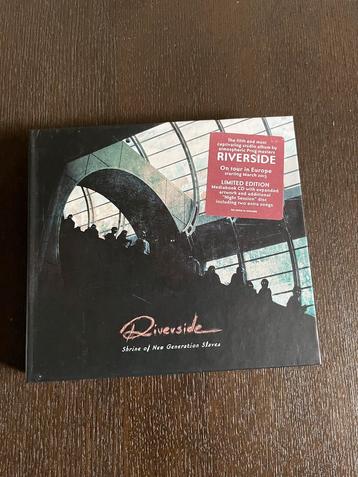 The fifth and most
captivating studio album by
atmospheric Prog-masters
RIVERSIDE
On tour in Europe
starting March 2013
LIMITED EDITION
Mediabook CD with expanded
artwork and additional
"Night Session" disc
including two extra songs.
Riverside
Shrine of New Generation Slaves